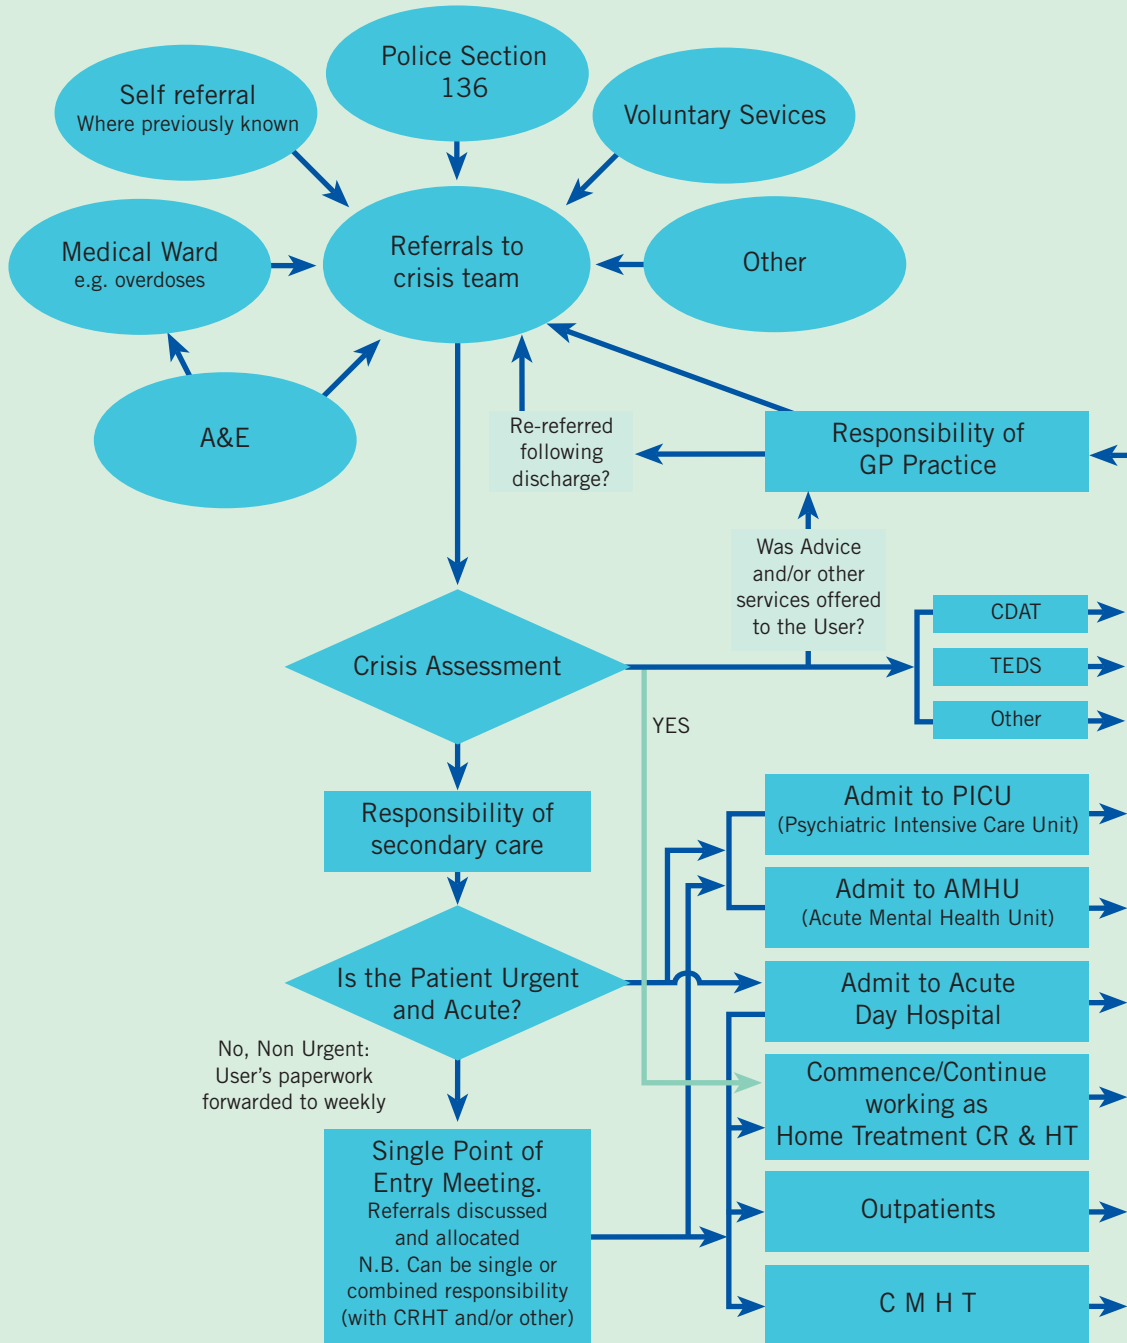 Police Section
136
Self referral
Where previously known
Voluntary Sevices
Medical Ward
e.g. overdoses
Referrals to
crisis team
Other
A&E
Re-referred
following
discharge?
Responsibility of
GP Practice
Was Advice
and/or other
services offered
to the User?
CDAT
Crisis Assessment
TEDS
Other
YES
Responsibility of
secondary care
Admit to PICU
(Psychiatric Intensive Care Unit)
Admit to AMHU
(Acute Mental Health Unit)
Is the Patient Urgent
and Acute?
Admit to Acute
Day Hospital
No, Non Urgent:
User's paperwork
forwarded to weekly
Commence/Continue
working as
Home Treatment CR & HT
Single Point of
Entry Meeting.
Referrals discussed
and allocated
N.B. Can be single or
combined responsibility
(with CRHT and/or other)
Outpatients
C M H T